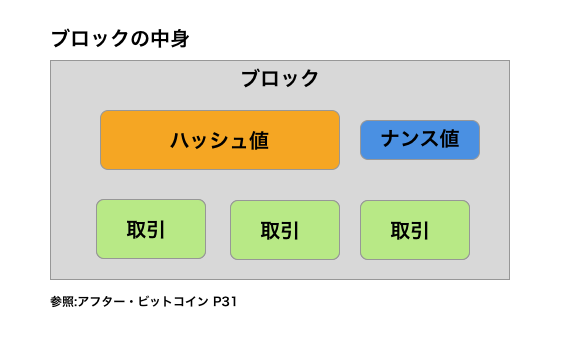 ブロックの中身
ブロック
ハッシュ値
ナンス値
取引
取引
取引
参照:アフター・ビットコイン P31